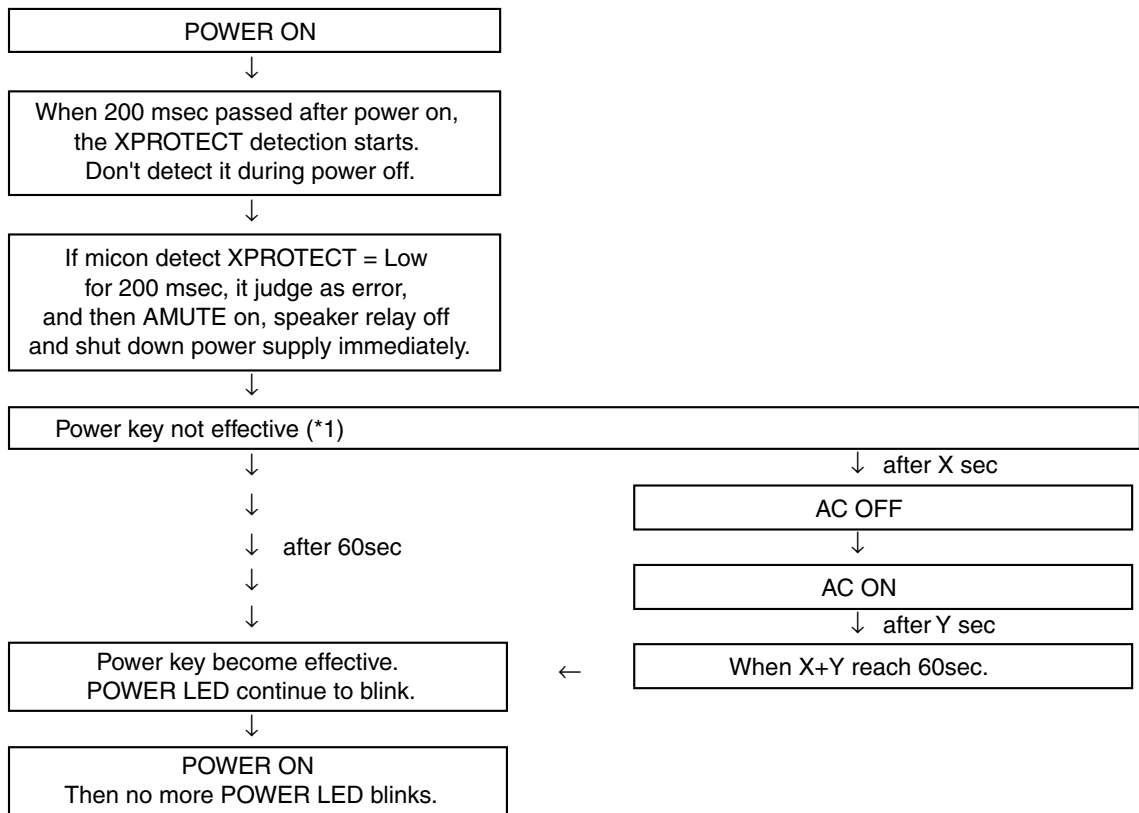 POWER ON
↓
When 200 msec passed after power on,
the XPROTECT detection starts.
Don't detect it during power off.
↓
If micon detect XPROTECT = Low
for 200 msec, it judge as error,
and then AMUTE on, speaker relay off
and shut down power supply immediately.
↓
Power key not effective (*1)
↓
↓
↓ after 60sec
↓
↓
↓ after X sec
AC OFF
↓
AC ON
↓ after Y sec
When X+Y reach 60sec.
←
Power key become effective.
POWER LED continue to blink.
↓
POWER ON
Then no more POWER LED blinks.